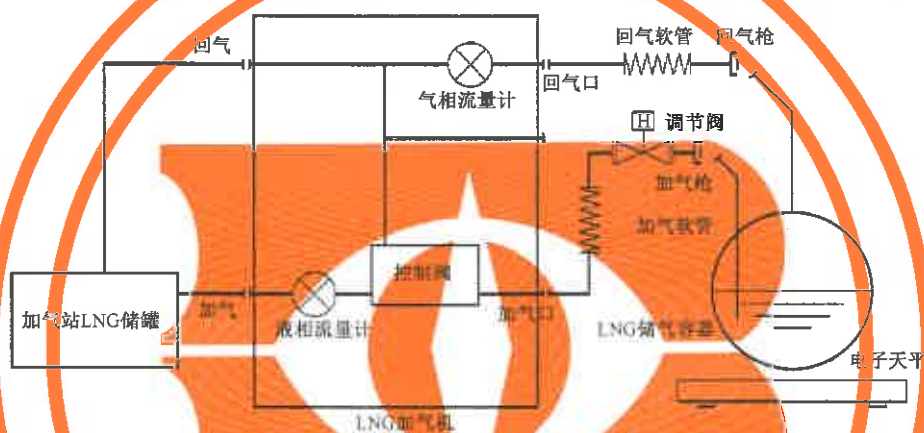 回气
回气软管
回气枪
气相流量计
回气口
H
调节阀
加气枪
加气软管
控制阀
加气站LNG储罐
加气
液相流量计
加气口
LNG储气容器
电子天平
LNG加气机